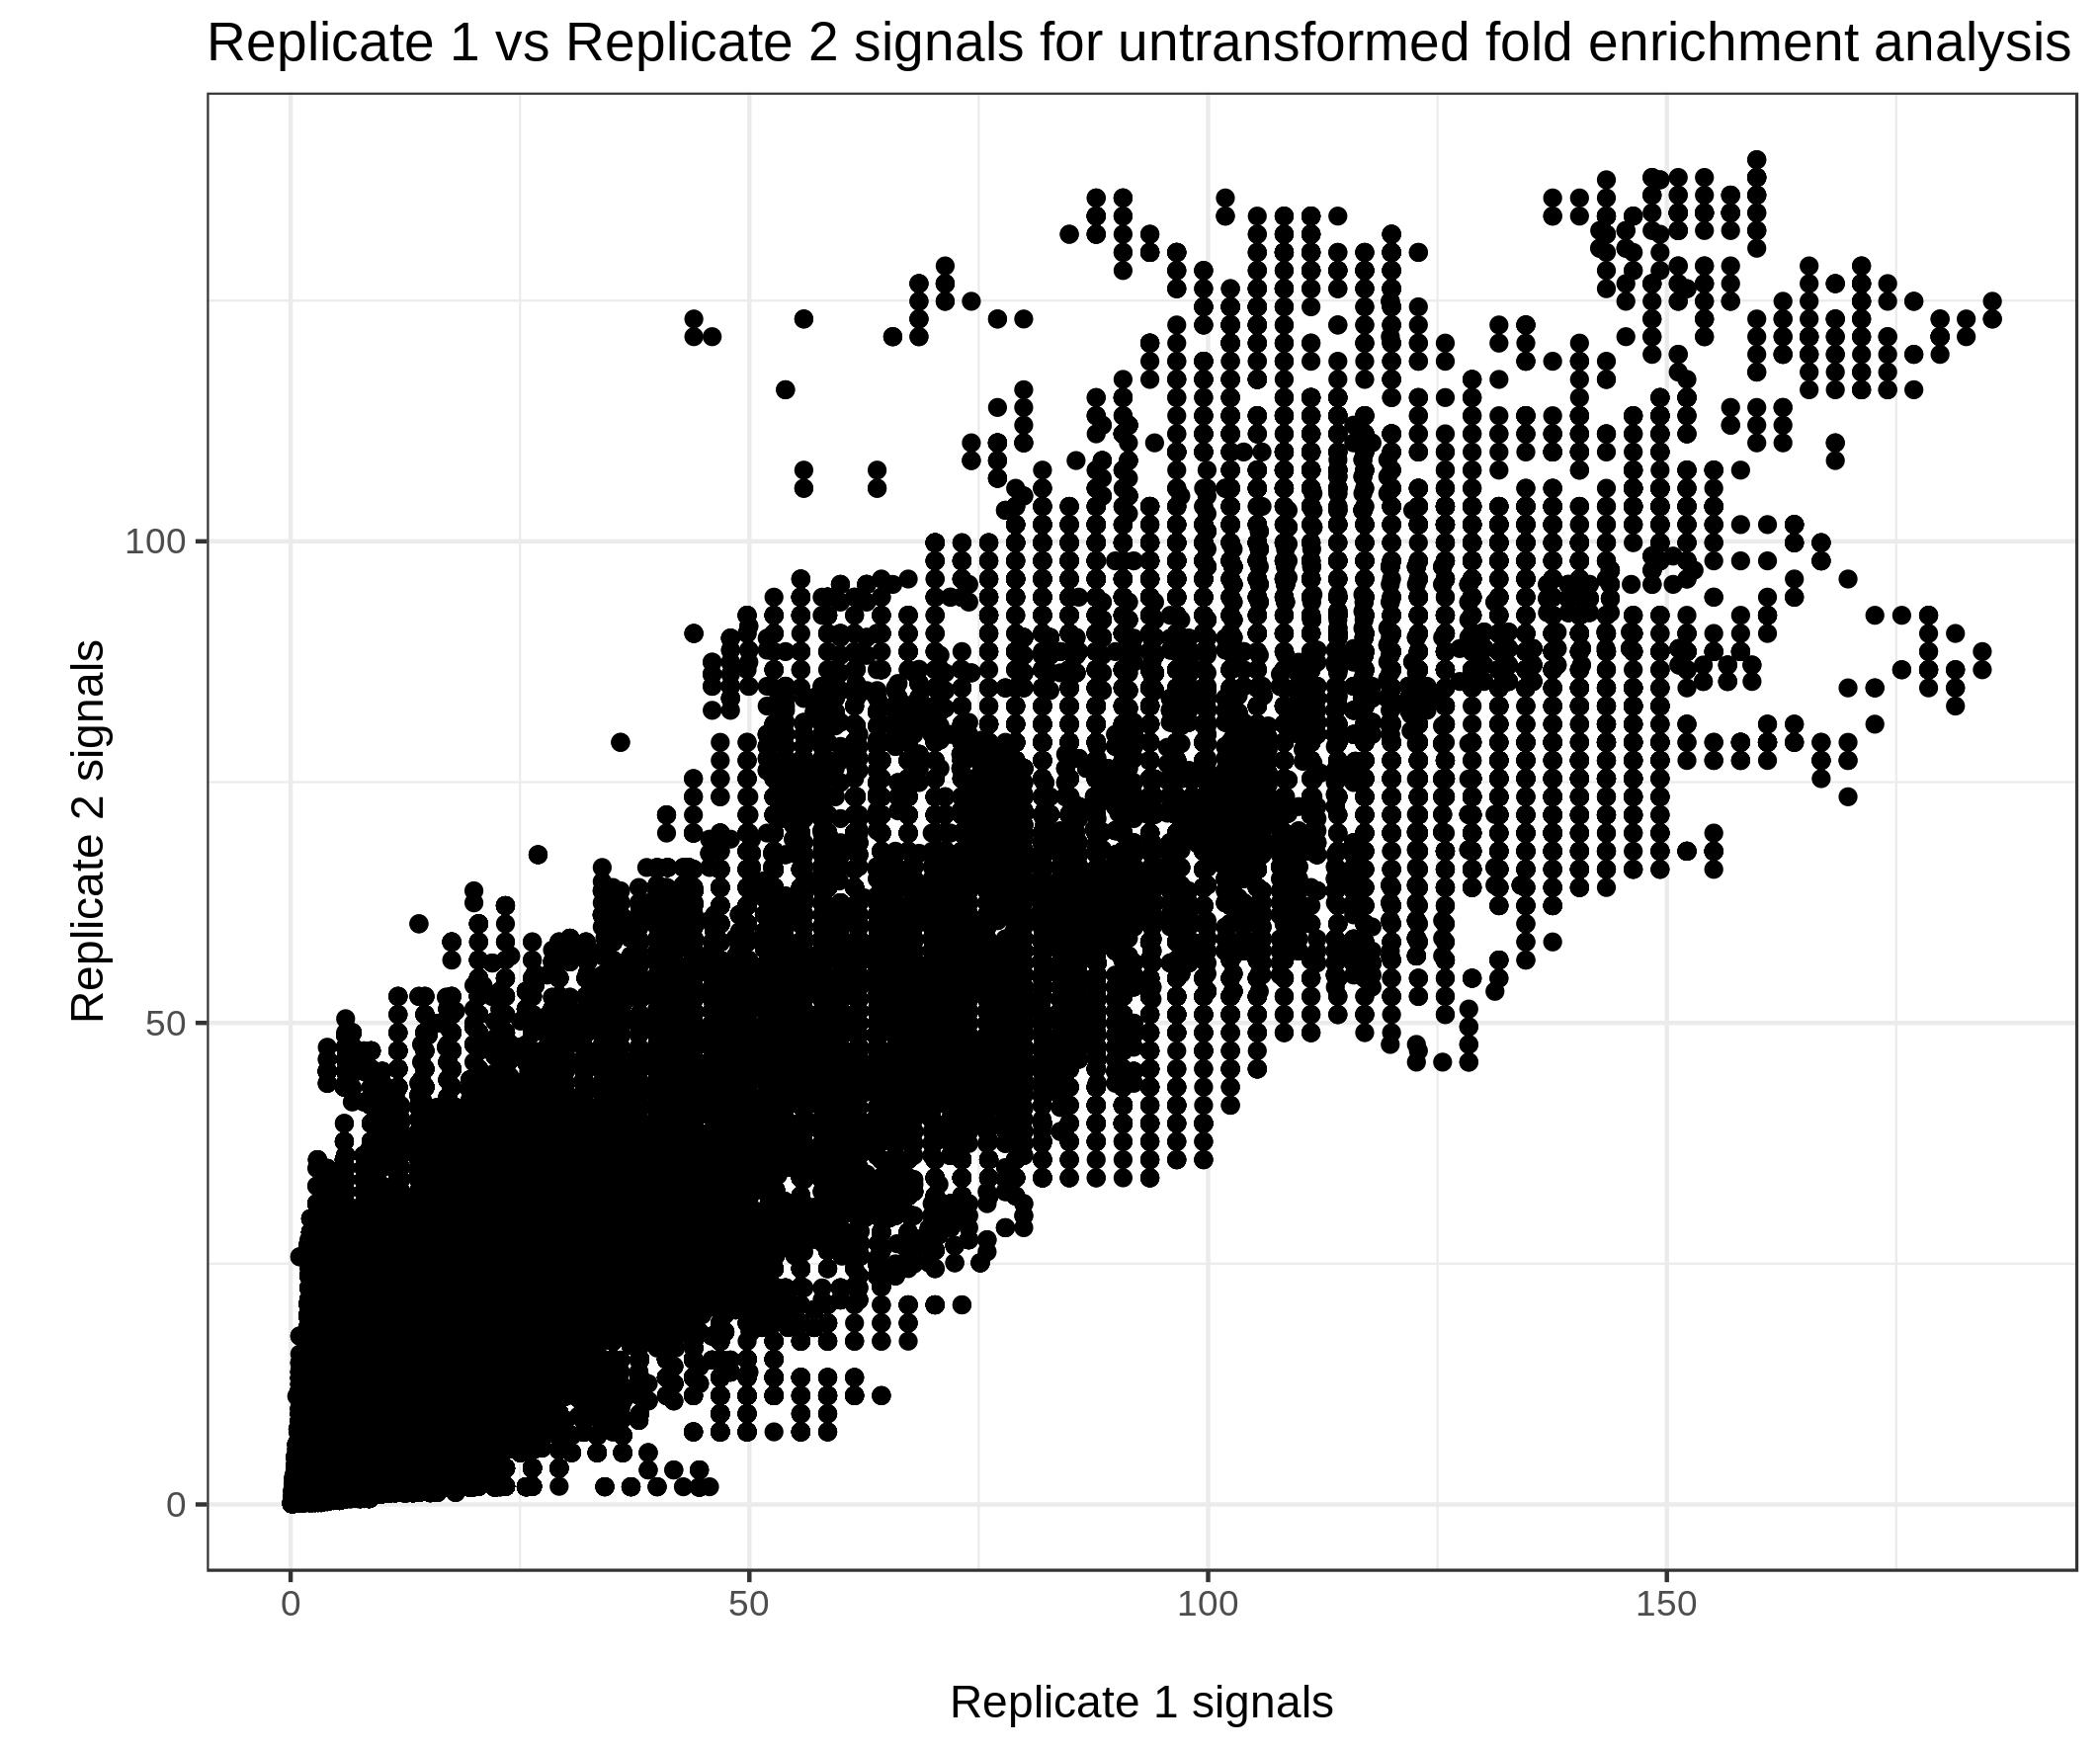 Replicate 1 vs Replicate 2 signals for untransformed fold enrichment analysis
Replicate 2 signals
100
50
0
0 50 100 150
Replicate 1 signals